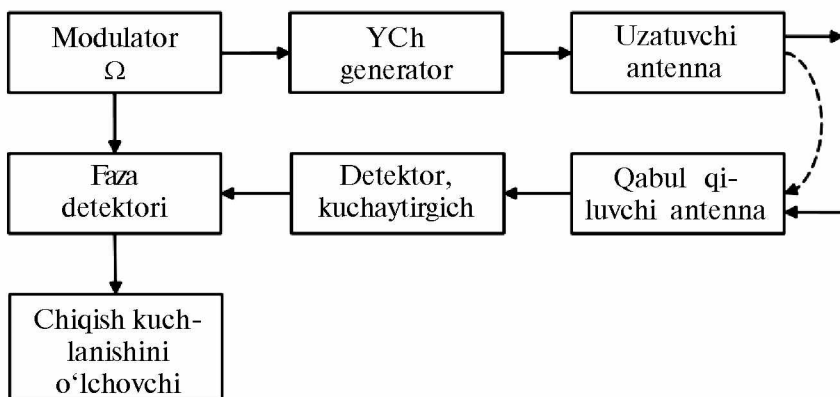 Modulator
Ω
YCh
generator
Uzatuvchi
antenna
Faza
detektori
Detektor,
kuchaytirgich
Qabul qi-
luvchi antenna
Chiqish kuch-
lanishini
o‘lchovchi